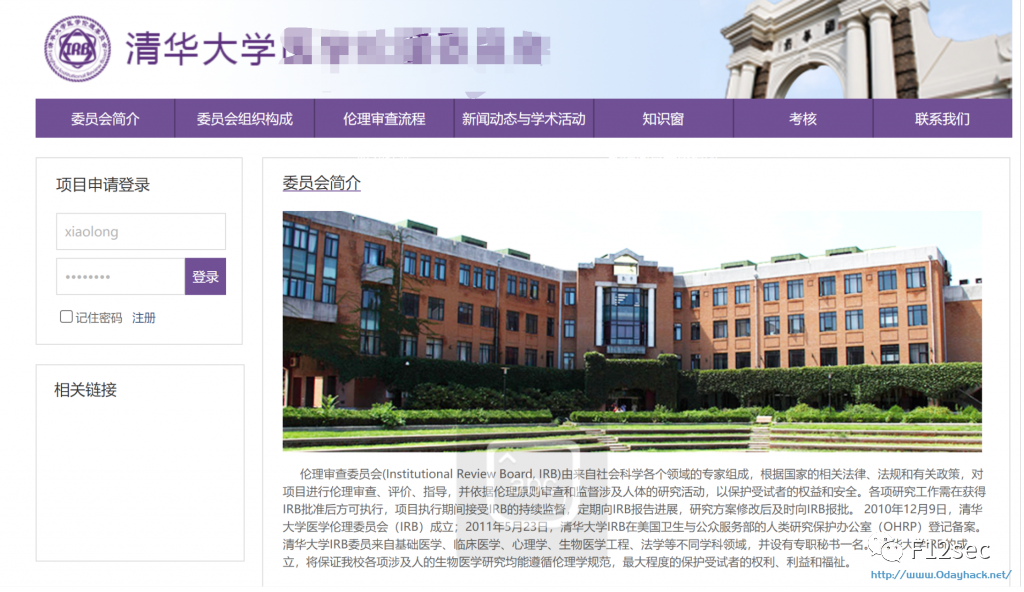 IRB
清华大学
委员会简介
委员会组织构成
伦理审查流程
新闻动态与学术活动
知识窗
考核
联系我们
项目申请登录
xiaolong
登录
记住密码 注册
相关链接
委员会简介
伦理审查委员会(Institutional Review Board, IRB)由来自社会科学各个领域的专家组成，根据国家的相关法律、法规和有关政策，对
项目进行伦理审查、评价、指导，并依据伦理原则审查和监督涉及人体的研究活动，以保护受试者的权益和安全。各项研究工作需在获得
IRB批准后方可执行，项目执行期间接受IRB的持续监督，定期向IRB报告进展，研究方案修改后及时向IRB报批。 2010年12月9日，清华
大学医学伦理委员会（IRB）成立；2011年5月23日，清华大学IRB在美国卫生与公众服务部的人类研究保护办公室（OHRP）登记备案。
清华大学IRB委员来自基础医学、临床医学、心理学、生物医学工程、法学等不同学科领域，并设有专职秘书一名。清华大学IRB的成
立，将保证我校各项涉及人的生物医学研究均能遵循伦理学规范，最大程度的保护受试者的权利、利益和福祉。
F12sec
http://www.0dayhack.net/